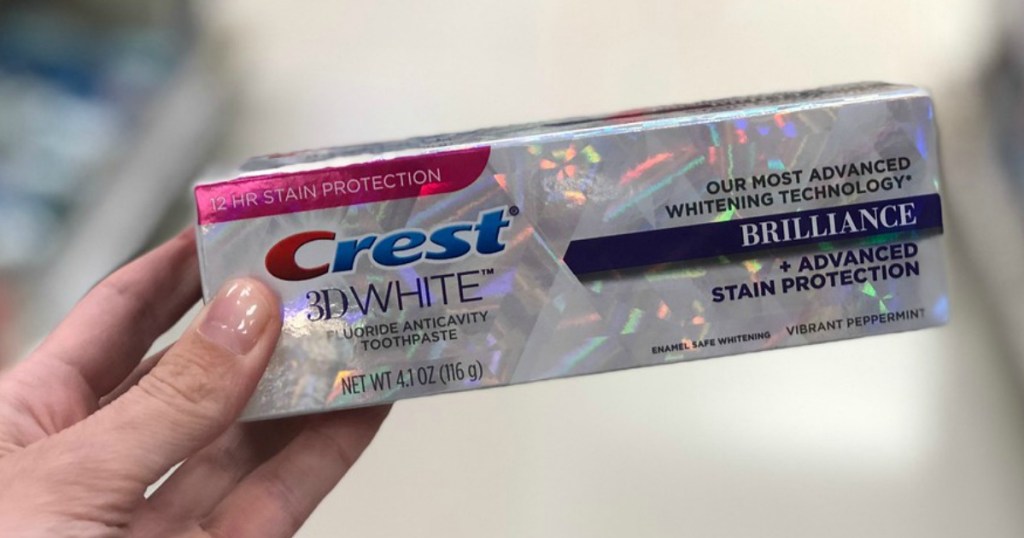 12 HR STAIN PROTECTION
Crest®
3D WHITE™
FLUORIDE ANTICAVITY
TOOTHPASTE
NET WT 4.1 OZ (116 g)
OUR MOST ADVANCED
WHITENING TECHNOLOGY*
BRILLIANCE
+ ADVANCED
STAIN PROTECTION
ENAMEL SAFE WHITENING
VIBRANT PEPPERMINT